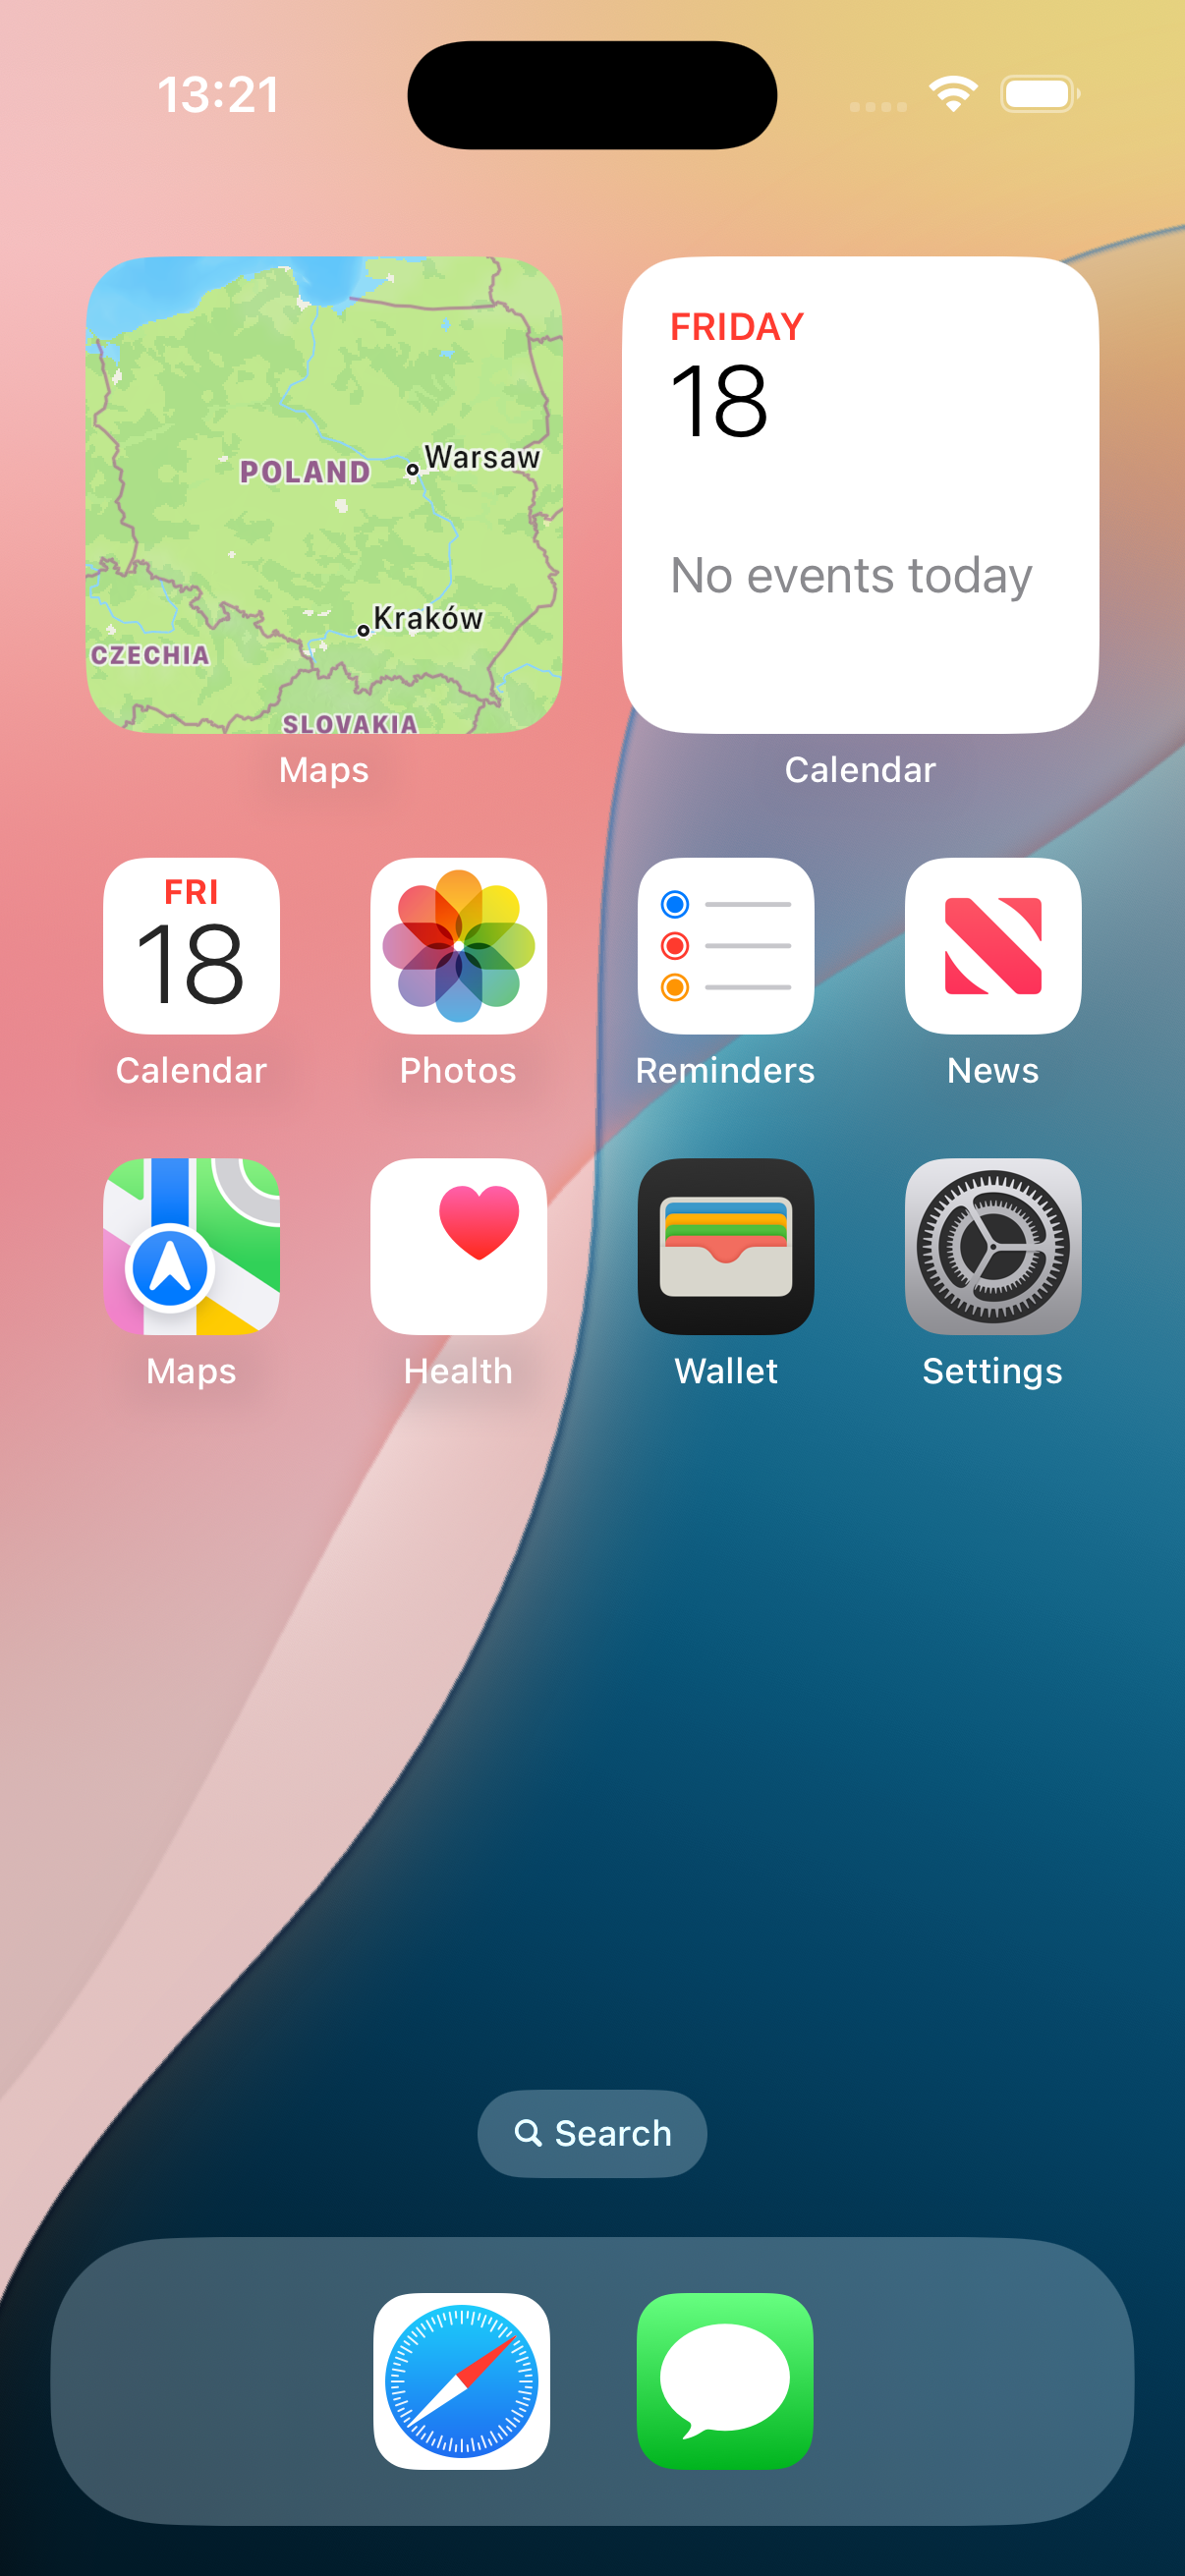 13:21
POLAND
Warsaw
Kraków
CZECHIA
SLOVAKIA
Maps
FRIDAY
18
No events today
Calendar
FRI
18
Calendar
Photos
Reminders
News
Maps
Health
Wallet
Settings
Search